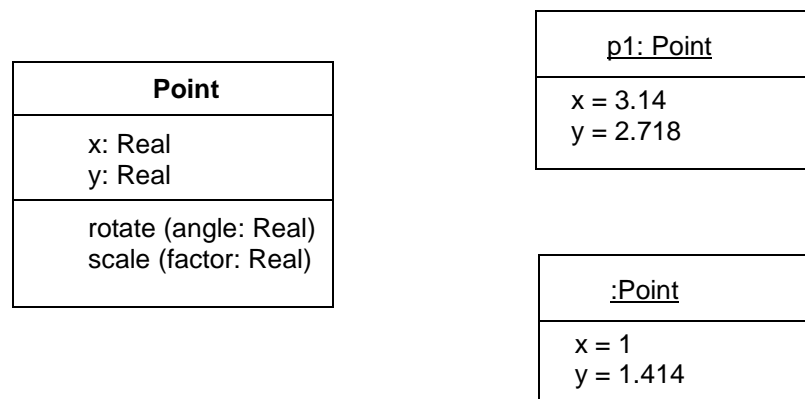 Point
x: Real
y: Real
rotate (angle: Real)
scale (factor: Real)
p1: Point
x = 3.14
y = 2.718
:Point
x = 1
y = 1.414